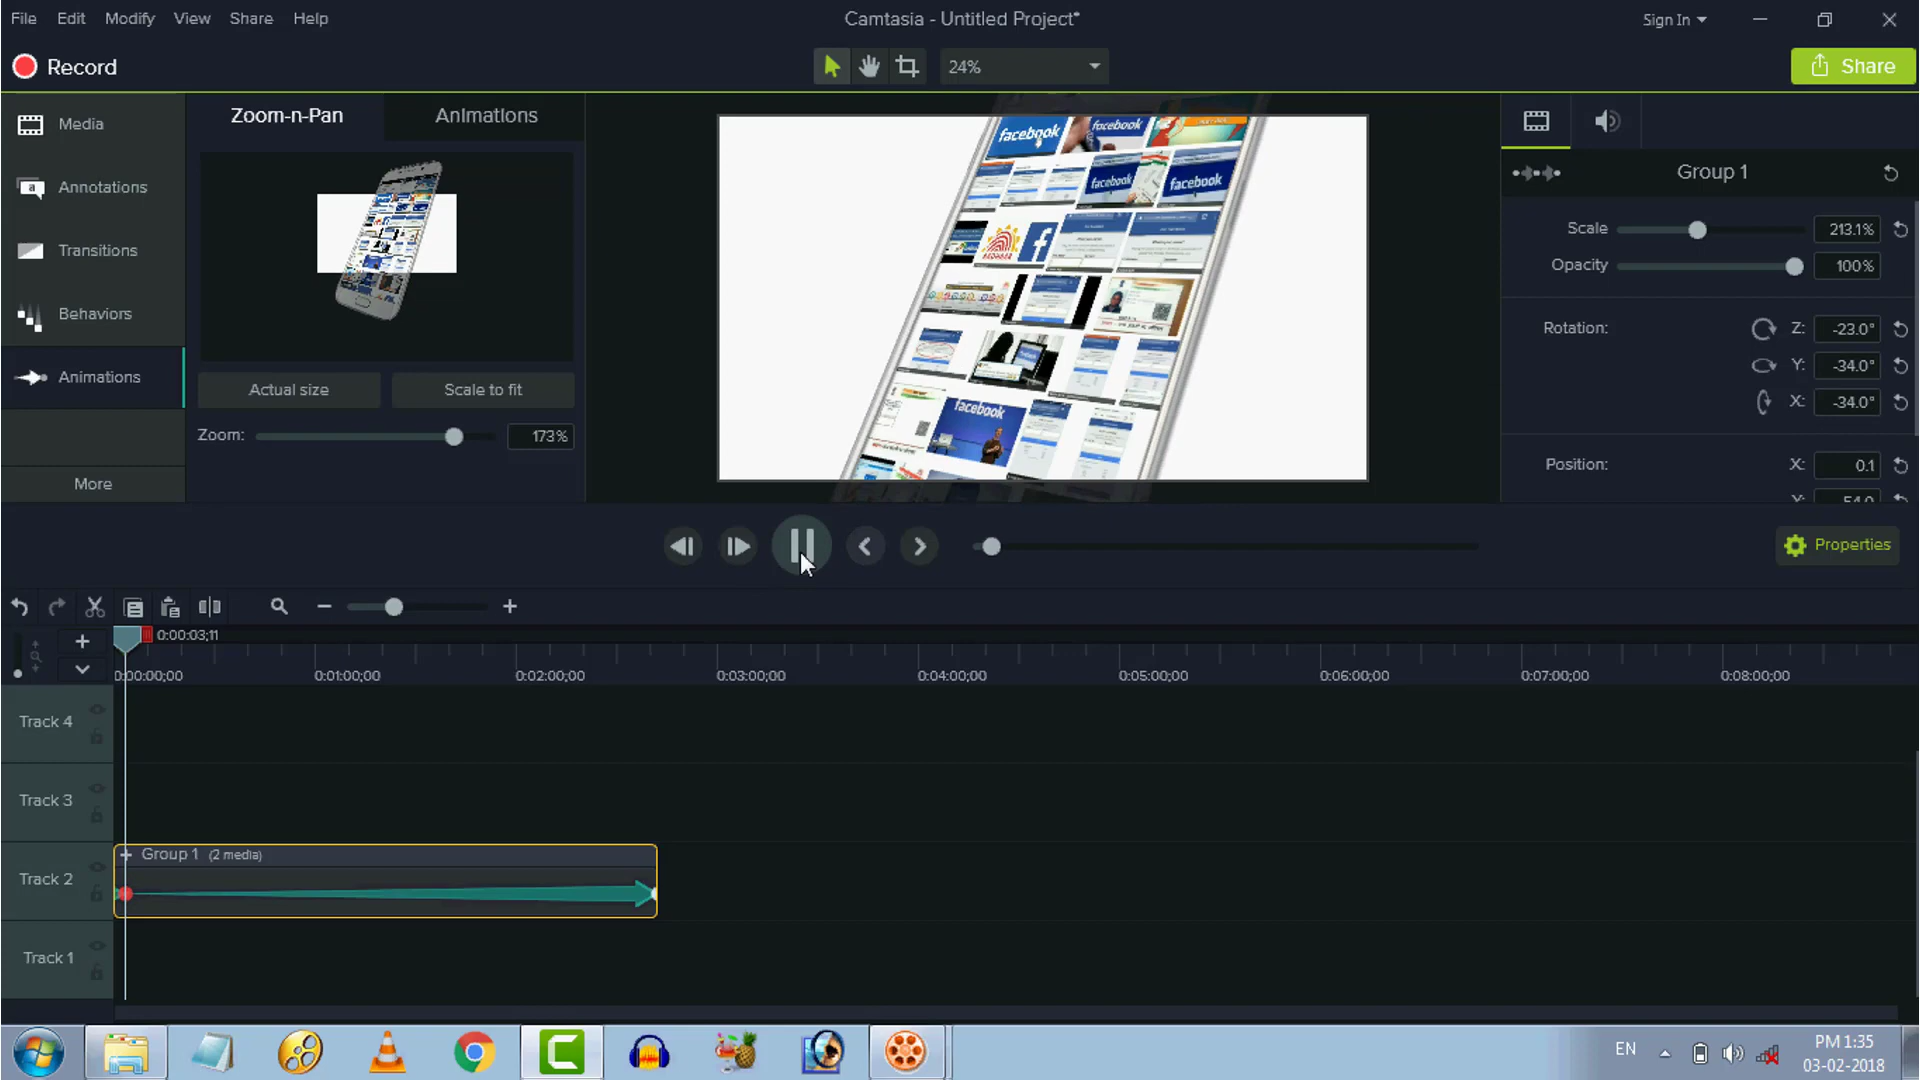 File Edit Modify View Share Help
Camtasia - Untitled Project*
Sign In
Record
24%
Share
Media
Annotations
Transitions
Behaviors
Animations
More
Zoom-n-Pan
Animations
Actual size
Scale to fit
Zoom: 173%
facebook
facebook
facebook
facebook
AADHAAR
facebook
Group 1
Scale 213.1%
Opacity 100%
Rotation: Z: -23.0°
Y: -34.0°
X: -34.0°
Position: X: 0.1
Properties
0:00:03;11
0:00:00;00 0:01:00;00 0:02:00;00 0:03:00;00 0:04:00;00 0:05:00;00 0:06:00;00 0:07:00;00 0:08:00;00
Track 4
Track 3
Group 1 (2 media)
Track 2
Track 1
EN
PM 1:35
03-02-2018